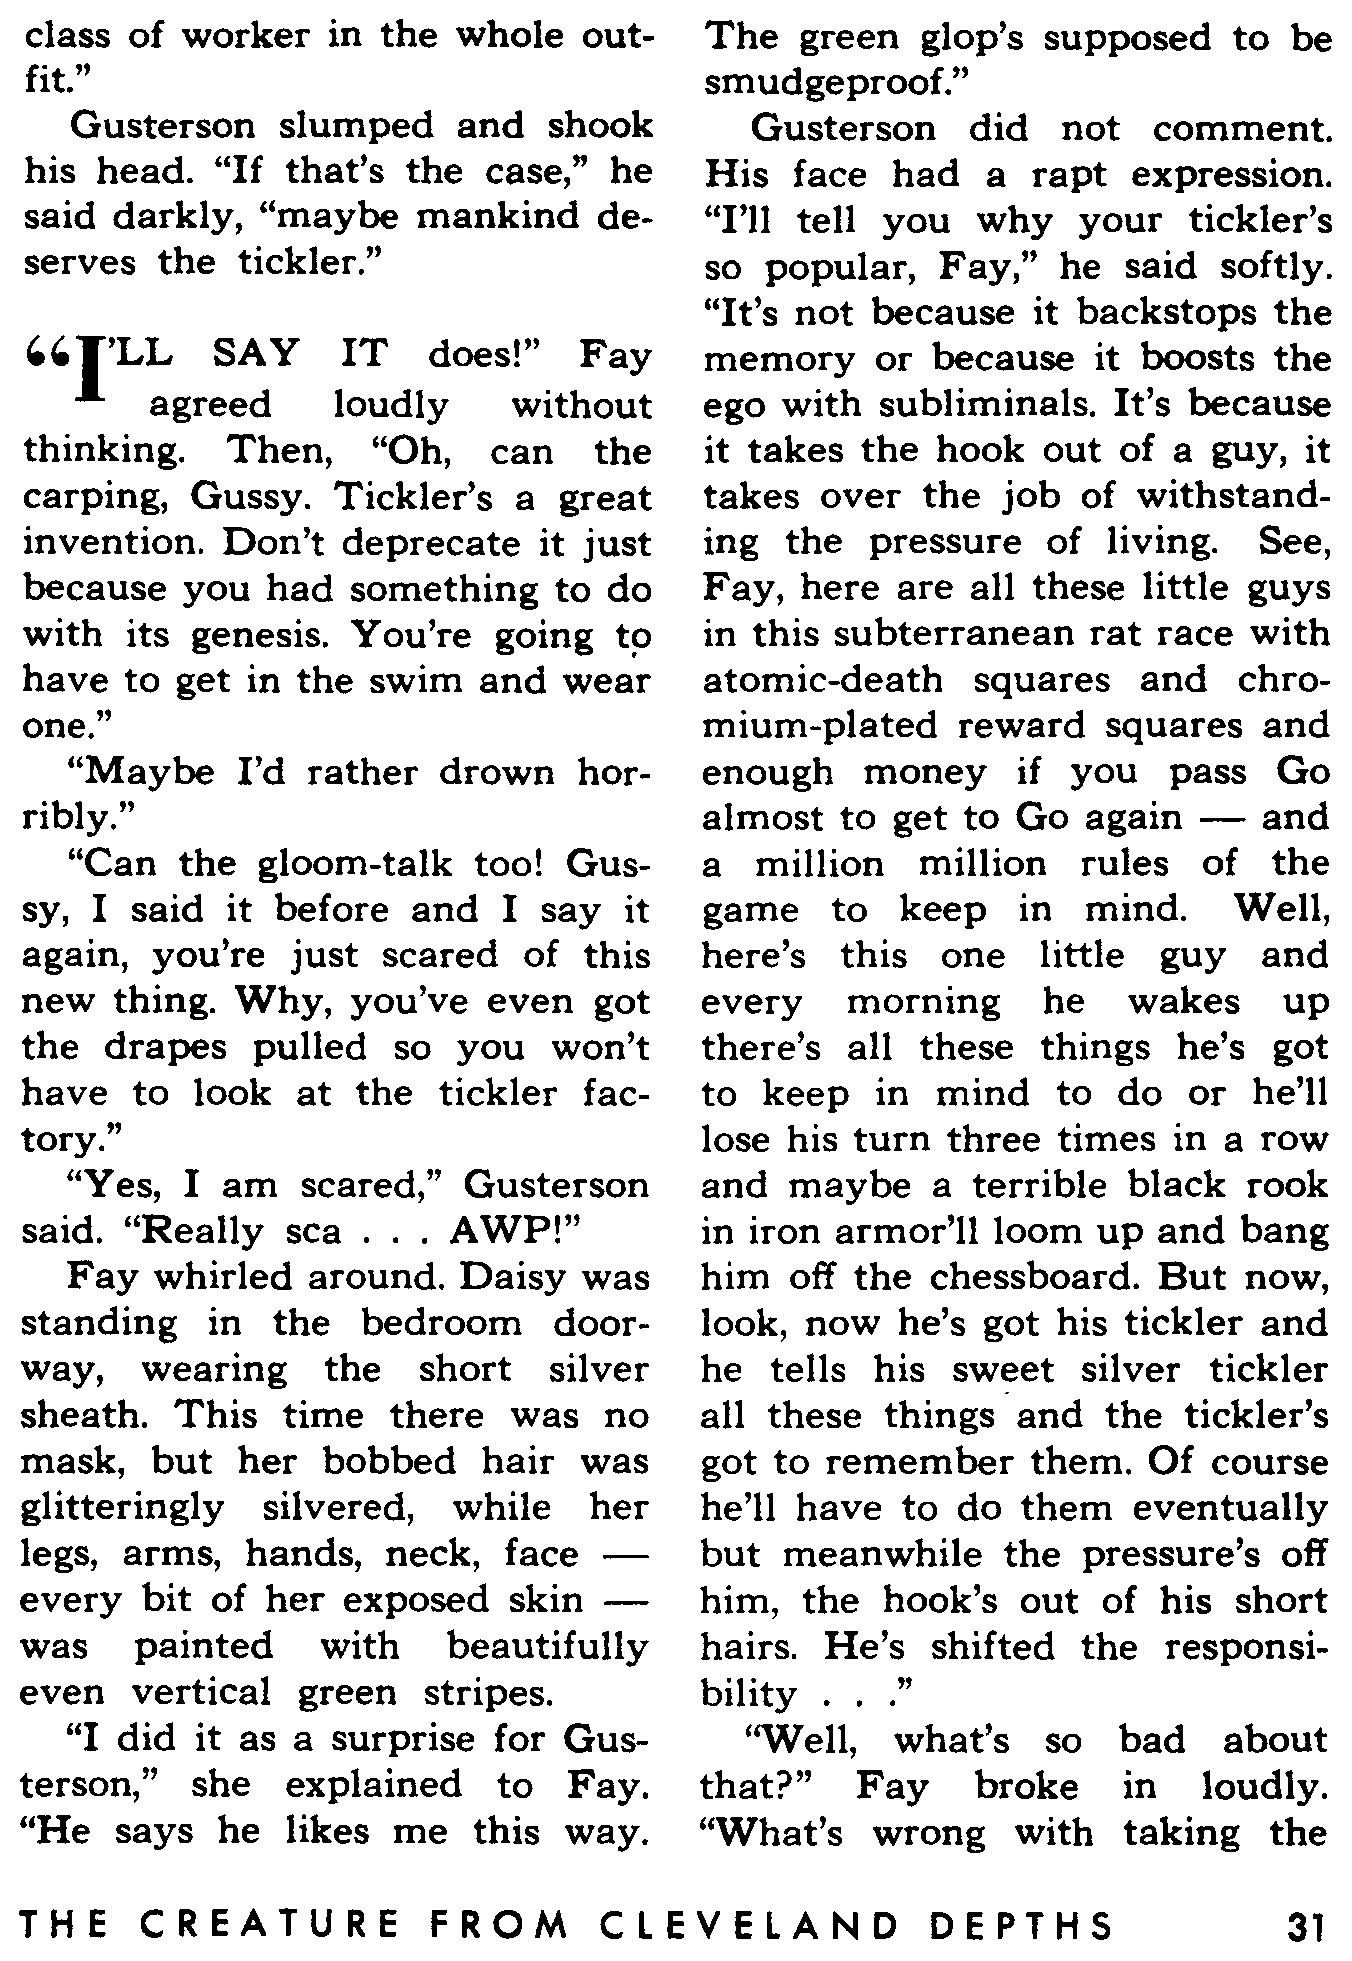 class of worker in the whole out-
fit.”
Gusterson slumped and shook
his head. “If that’s the case,” he
said darkly, “maybe mankind de-
serves the tickler.”
“I’LL SAY IT does!” Fay
agreed loudly without
thinking. Then, “Oh, can the
carping, Gussy. Tickler’s a great
invention. Don’t deprecate it just
because you had something to do
with its genesis. You’re going to
have to get in the swim and wear
one.”
“Maybe I’d rather drown hor-
ribly.”
“Can the gloom-talk too! Gus-
sy, I said it before and I say it
again, you’re just scared of this
new thing. Why, you’ve even got
the drapes pulled so you won’t
have to look at the tickler fac-
tory.”
“Yes, I am scared,” Gusterson
said. “Really sca . . . AWP!”
Fay whirled around. Daisy was
standing in the bedroom door-
way, wearing the short silver
sheath. This time there was no
mask, but her bobbed hair was
glitteringly silvered, while her
legs, arms, hands, neck, face —
every bit of her exposed skin —
was painted with beautifully
even vertical green stripes.
“I did it as a surprise for Gus-
terson,” she explained to Fay.
“He says he likes me this way.
The green glop’s supposed to be
smudgeproof.”
Gusterson did not comment.
His face had a rapt expression.
“I’ll tell you why your tickler’s
so popular, Fay,” he said softly.
“It’s not because it backstops the
memory or because it boosts the
ego with subliminals. It’s because
it takes the hook out of a guy, it
takes over the job of withstand-
ing the pressure of living. See,
Fay, here are all these little guys
in this subterranean rat race with
atomic-death squares and chro-
mium-plated reward squares and
enough money if you pass Go
almost to get to Go again — and
a million million rules of the
game to keep in mind. Well,
here’s this one little guy and
every morning he wakes up
there’s all these things he’s got
to keep in mind to do or he’ll
lose his turn three times in a row
and maybe a terrible black rook
in iron armor’ll loom up and bang
him off the chessboard. But now,
look, now he’s got his tickler and
he tells his sweet silver tickler
all these things and the tickler’s
got to remember them. Of course
he’ll have to do them eventually
but meanwhile the pressure’s off
him, the hook’s out of his short
hairs. He’s shifted the responsi-
bility . . .”
“Well, what’s so bad about
that?” Fay broke in loudly.
“What’s wrong with taking the
THE CREATURE FROM CLEVELAND DEPTHS 31